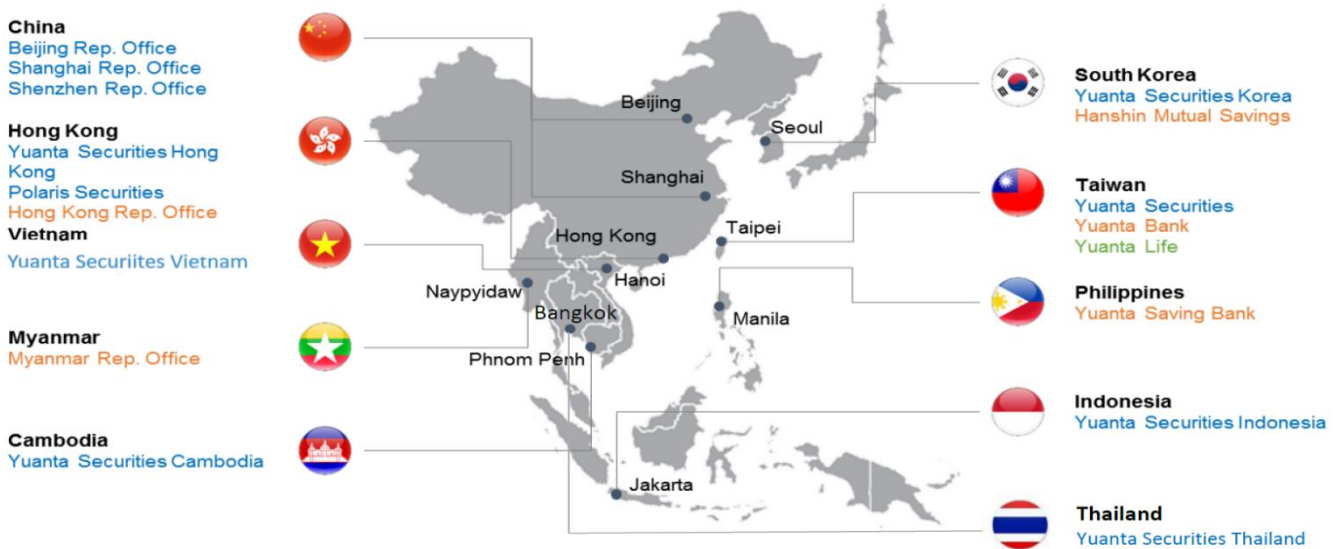 China
Beijing Rep. Office
Shanghai Rep. Office
Shenzhen Rep. Office
Hong Kong
Yuanta Securities Hong
Kong
Polaris Securities
Hong Kong Rep. Office
Vietnam
Yuanta Securiites Vietnam
Myanmar
Myanmar Rep. Office
Cambodia
Yuanta Securities Cambodia
Beijing
Seoul
Shanghai
Taipei
Hong Kong
Hanoi
Naypyidaw
Bangkok
Manila
Phnom Penh
Jakarta
South Korea
Yuanta Securities Korea
Hanshin Mutual Savings
Taiwan
Yuanta Securities
Yuanta Bank
Yuanta Life
Philippines
Yuanta Saving Bank
Indonesia
Yuanta Securities Indonesia
Thailand
Yuanta Securities Thailand